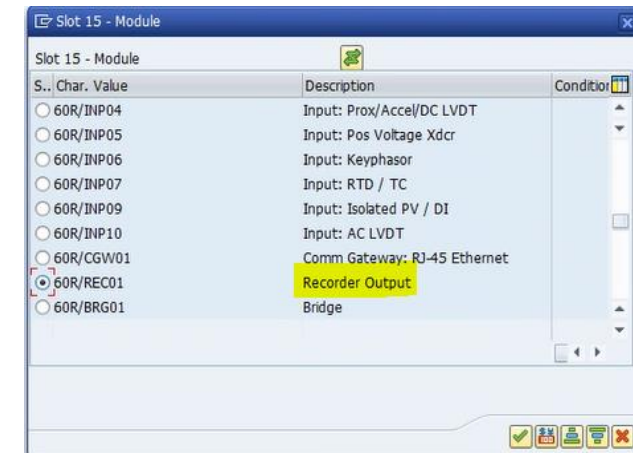 Slot 15 - Module
Slot 15 - Module
S.. Char. Value Description Condition
60R/INP04 Input: Prox/Accel/DC LVDT
60R/INP05 Input: Pos Voltage Xdcr
60R/INP06 Input: Keyphasor
60R/INP07 Input: RTD / TC
60R/INP09 Input: Isolated PV / DI
60R/INP10 Input: AC LVDT
60R/CGW01 Comm Gateway: RJ-45 Ethernet
60R/REC01 Recorder Output
60R/BRG01 Bridge